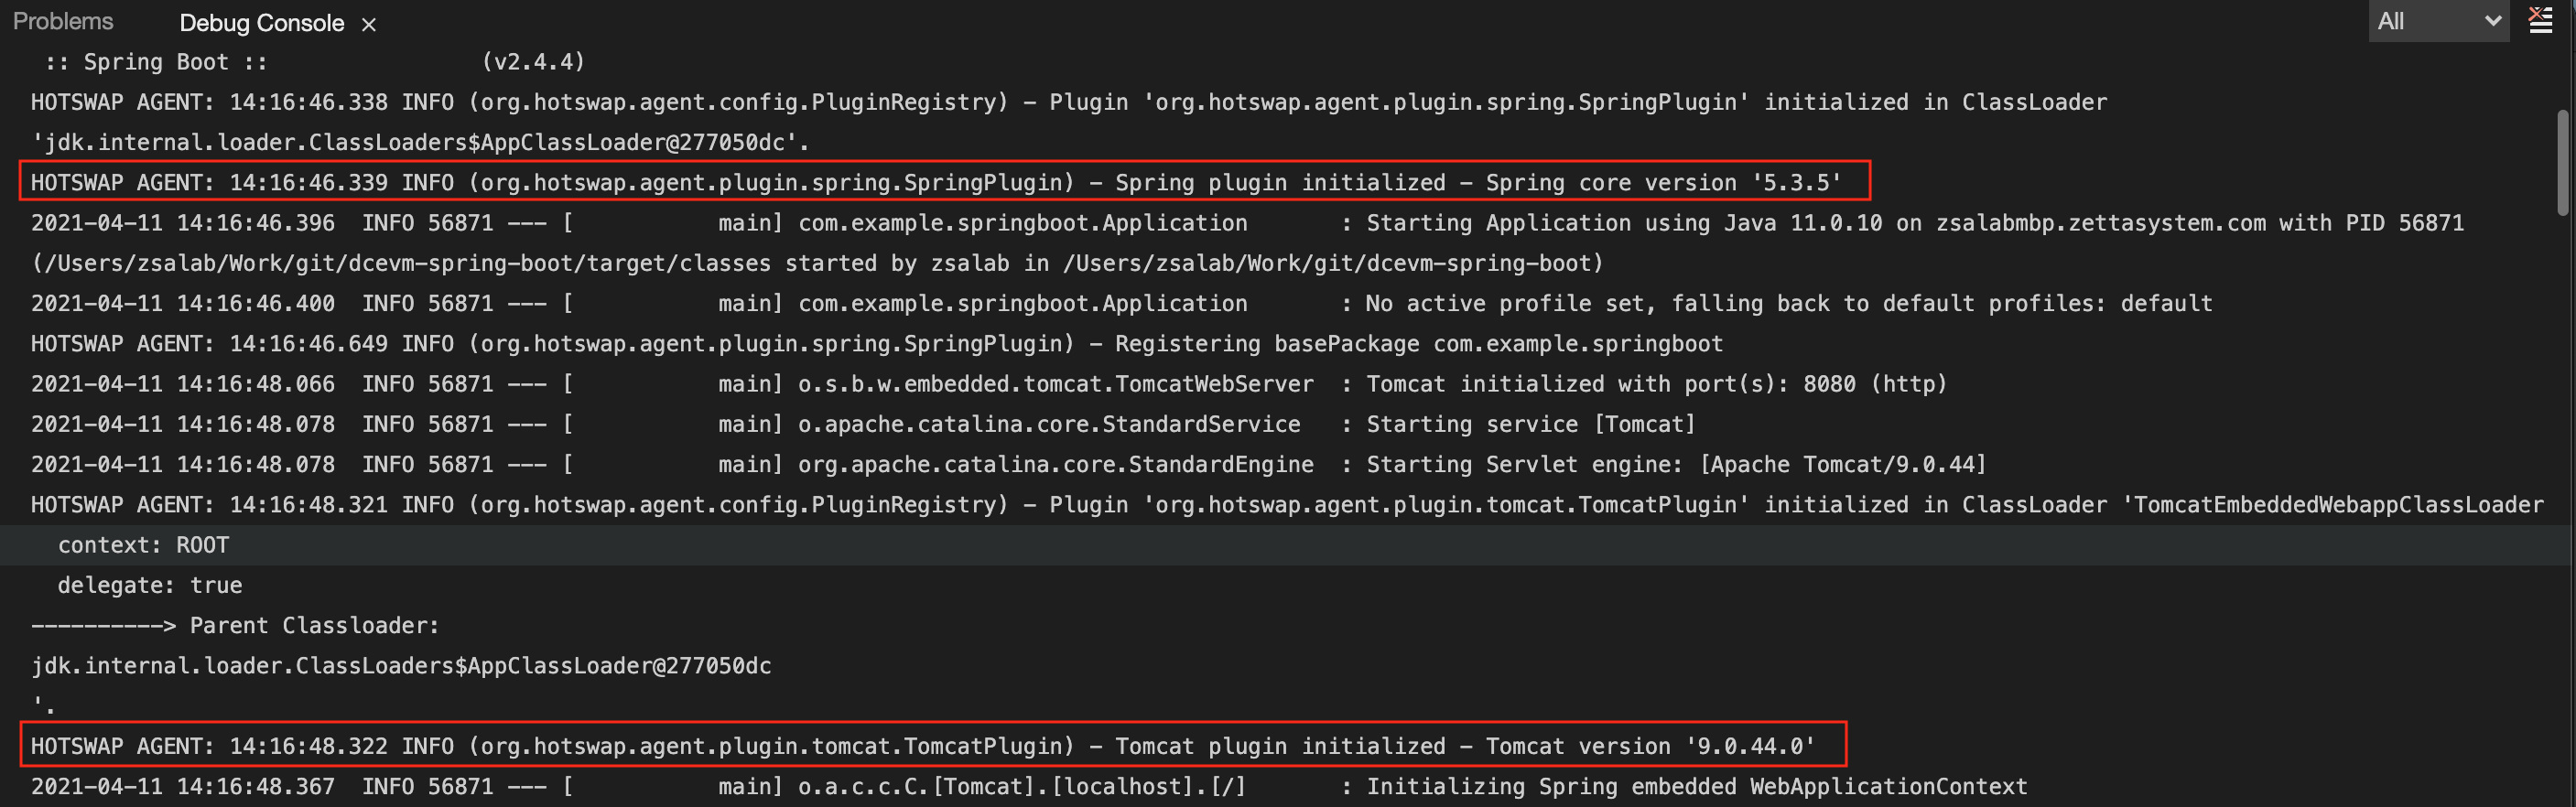 Problems Debug Console × All
:: Spring Boot ::                (v2.4.4)
HOTSWAP AGENT: 14:16:46.338 INFO (org.hotswap.agent.config.PluginRegistry) - Plugin 'org.hotswap.agent.plugin.spring.SpringPlugin' initialized in ClassLoader
'jdk.internal.loader.ClassLoaders$AppClassLoader@277050dc'.
HOTSWAP AGENT: 14:16:46.339 INFO (org.hotswap.agent.plugin.spring.SpringPlugin) - Spring plugin initialized - Spring core version '5.3.5'
2021-04-11 14:16:46.396  INFO 56871 --- [           main] com.example.springboot.Application       : Starting Application using Java 11.0.10 on zsalabmbp.zettasystem.com with PID 56871
(/Users/zsalab/Work/git/dcevm-spring-boot/target/classes started by zsalab in /Users/zsalab/Work/git/dcevm-spring-boot)
2021-04-11 14:16:46.400  INFO 56871 --- [           main] com.example.springboot.Application       : No active profile set, falling back to default profiles: default
HOTSWAP AGENT: 14:16:46.649 INFO (org.hotswap.agent.plugin.spring.SpringPlugin) - Registering basePackage com.example.springboot
2021-04-11 14:16:48.066  INFO 56871 --- [           main] o.s.b.w.embedded.tomcat.TomcatWebServer  : Tomcat initialized with port(s): 8080 (http)
2021-04-11 14:16:48.078  INFO 56871 --- [           main] o.apache.catalina.core.StandardService   : Starting service [Tomcat]
2021-04-11 14:16:48.078  INFO 56871 --- [           main] org.apache.catalina.core.StandardEngine  : Starting Servlet engine: [Apache Tomcat/9.0.44]
HOTSWAP AGENT: 14:16:48.321 INFO (org.hotswap.agent.config.PluginRegistry) - Plugin 'org.hotswap.agent.plugin.tomcat.TomcatPlugin' initialized in ClassLoader 'TomcatEmbeddedWebappClassLoader
context: ROOT
delegate: true
----------> Parent Classloader:
jdk.internal.loader.ClassLoaders$AppClassLoader@277050dc
'.
HOTSWAP AGENT: 14:16:48.322 INFO (org.hotswap.agent.plugin.tomcat.TomcatPlugin) - Tomcat plugin initialized - Tomcat version '9.0.44.0'
2021-04-11 14:16:48.367  INFO 56871 --- [           main] o.a.c.c.C.[Tomcat].[localhost].[/]       : Initializing Spring embedded WebApplicationContext